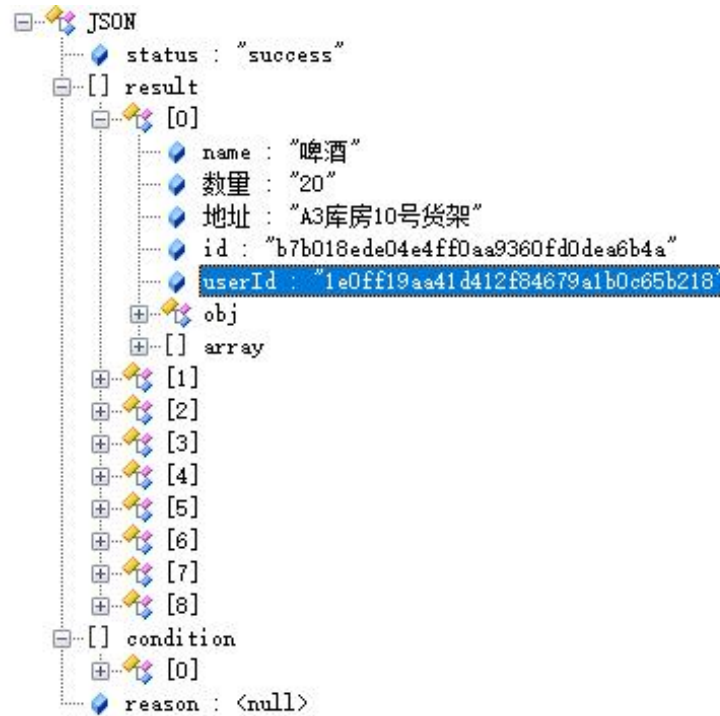 JSON
status : "success"
[] result
[0]
name : "啤酒"
数量 : "20"
地址 : "A3库房10号货架"
id : "b7b018ede04e4ff0aa9360fd0dea6b4a"
userId : "1e0ff19aa41d412f84679a1b0c65b218"
obj
[] array
[1]
[2]
[3]
[4]
[5]
[6]
[7]
[8]
[] condition
[0]
reason : <null>